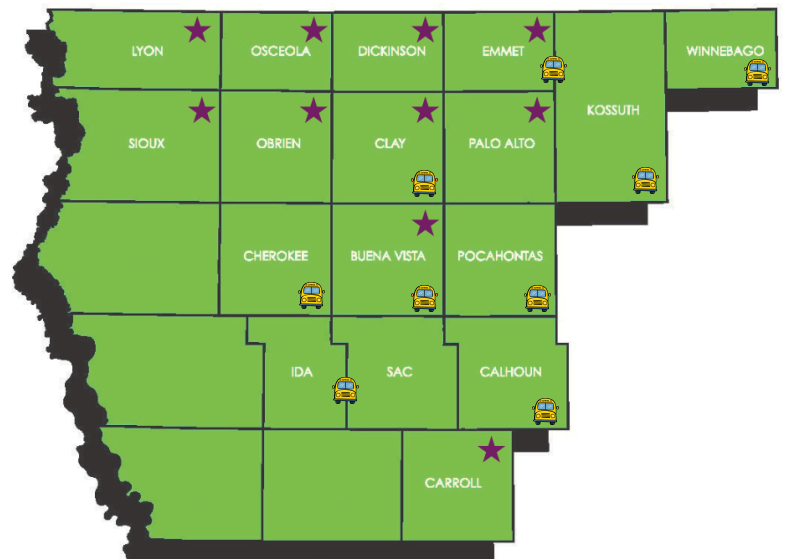 LYON
OSCEOLA
DICKINSON
EMMET
WINNEBAGO
KOSSUTH
SIOUX
OBRIEN
CLAY
PALO ALTO
CHEROKEE
BUENA VISTA
POCAHONTAS
IDA
SAC
CALHOUN
CARROLL